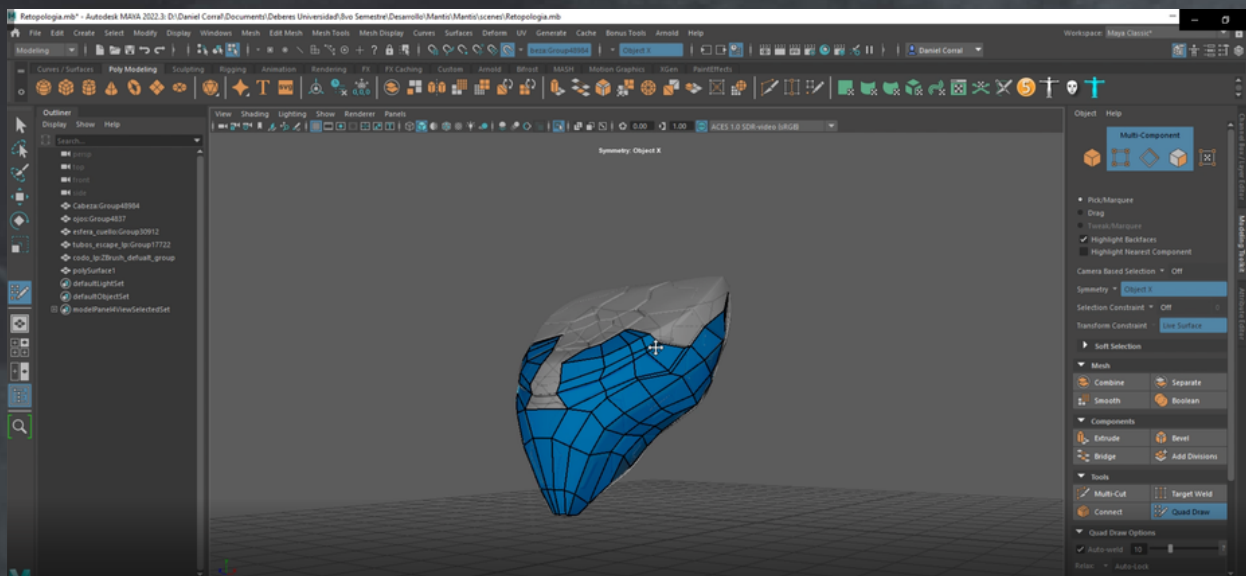 Retopologia.mb* - Autodesk MAYA 2022.3: D:\Daniel Corral\Documents\Deberes Universidad\8vo Semestre\Desarrollo\Mantis\Mantis\scenes\Retopologia.mb
File Edit Create Select Modify Display Windows Mesh Edit Mesh Mesh Tools Mesh Display Curves Surfaces Deform UV Generate Cache Bonus Tools Arnold Help
Workspace: Maya Classic*
Modeling
beza:Group48984
Object X
Daniel Corral
Curves / Surfaces Poly Modeling Sculpting Rigging Animation Rendering FX FX Caching Custom Arnold Bifrost MASH Motion Graphics XGen PaintEffects
Outliner
Display Show Help
Search...
persp
top
front
side
Cabeza:Group48984
ojos:Group4837
esfera_cuello:Group30912
tubos_escape_lp:Group17722
codo_lp:ZBrush_defualt_group
polySurface1
defaultLightSet
defaultObjectSet
modelPanel4ViewSelectedSet
View Shading Lighting Show Renderer Panels
0.00
1.00
ACES 1.0 SDR-video (sRGB)
Symmetry: Object X
Object Help
Multi-Component
Pick/Marquee
Drag
Tweak/Marquee
Highlight Backfaces
Highlight Nearest Component
Camera Based Selection Off
Symmetry Object X
Selection Constraint Off
Transform Constraint Live Surface
Soft Selection
Mesh
Combine Separate
Smooth Boolean
Components
Extrude Bevel
Bridge Add Divisions
Tools
Multi-Cut Target Weld
Connect Quad Draw
Quad Draw Options
Auto-weld 10
Relax Auto-Lock
Channel Box / Layer Editor
Modeling Toolkit
Attribute Editor